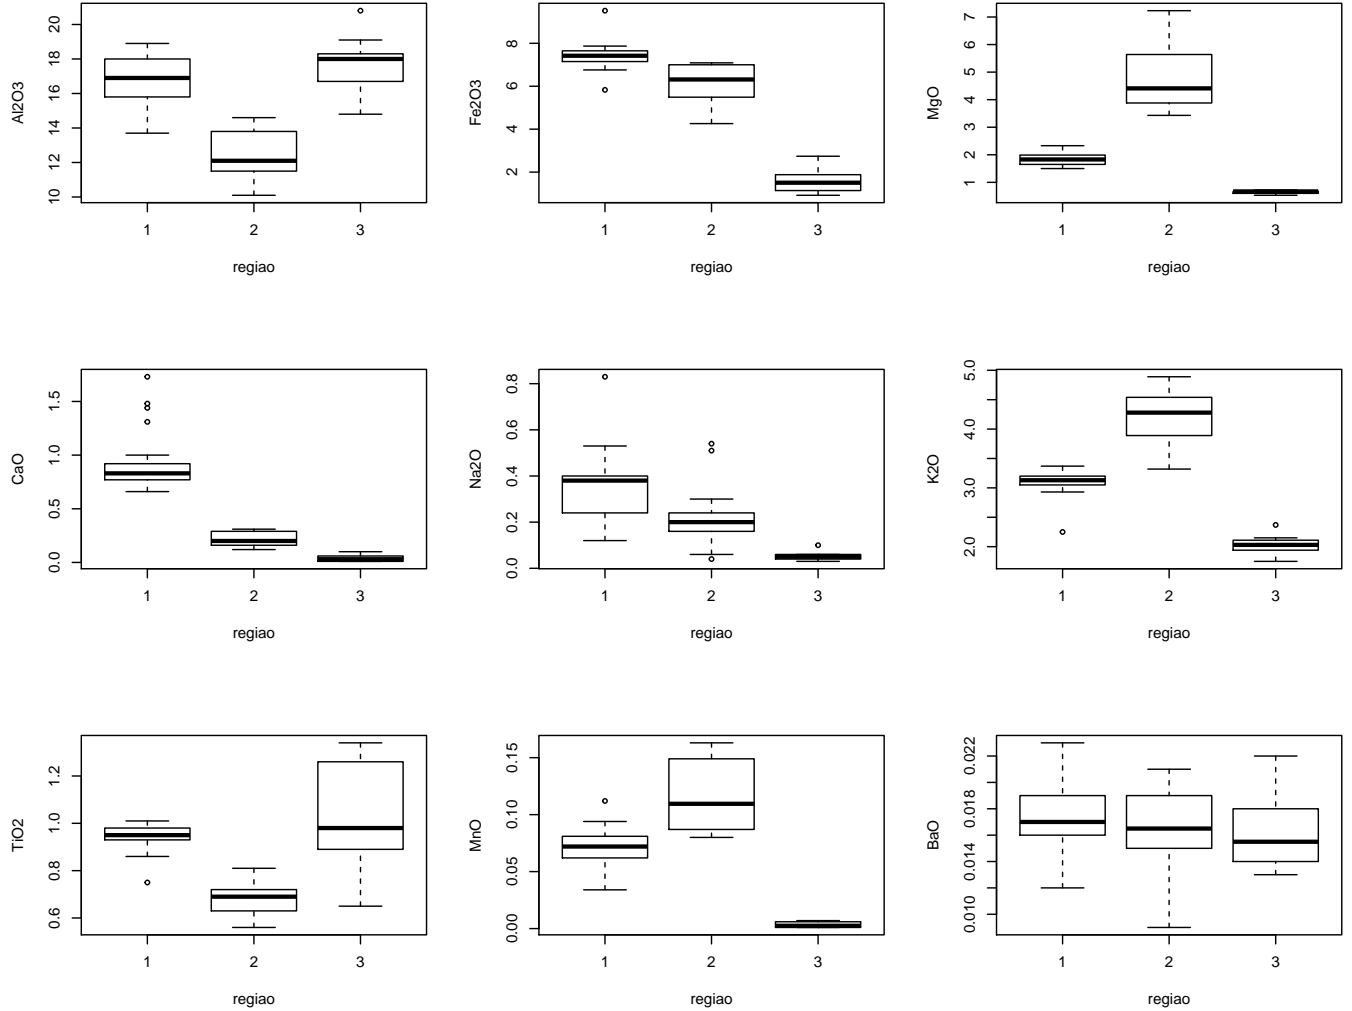 Al2O3
10 12 14 16 18 20
1 2 3
regiao
Fe2O3
2 4 6 8
1 2 3
regiao
MgO
1 2 3 4 5 6 7
1 2 3
regiao
CaO
0.0 0.5 1.0 1.5
1 2 3
regiao
Na2O
0.0 0.2 0.4 0.6 0.8
1 2 3
regiao
K2O
2.0 3.0 4.0 5.0
1 2 3
regiao
TiO2
0.6 0.8 1.0 1.2
1 2 3
regiao
MnO
0.00 0.05 0.10 0.15
1 2 3
regiao
BaO
0.010 0.014 0.018 0.022
1 2 3
regiao